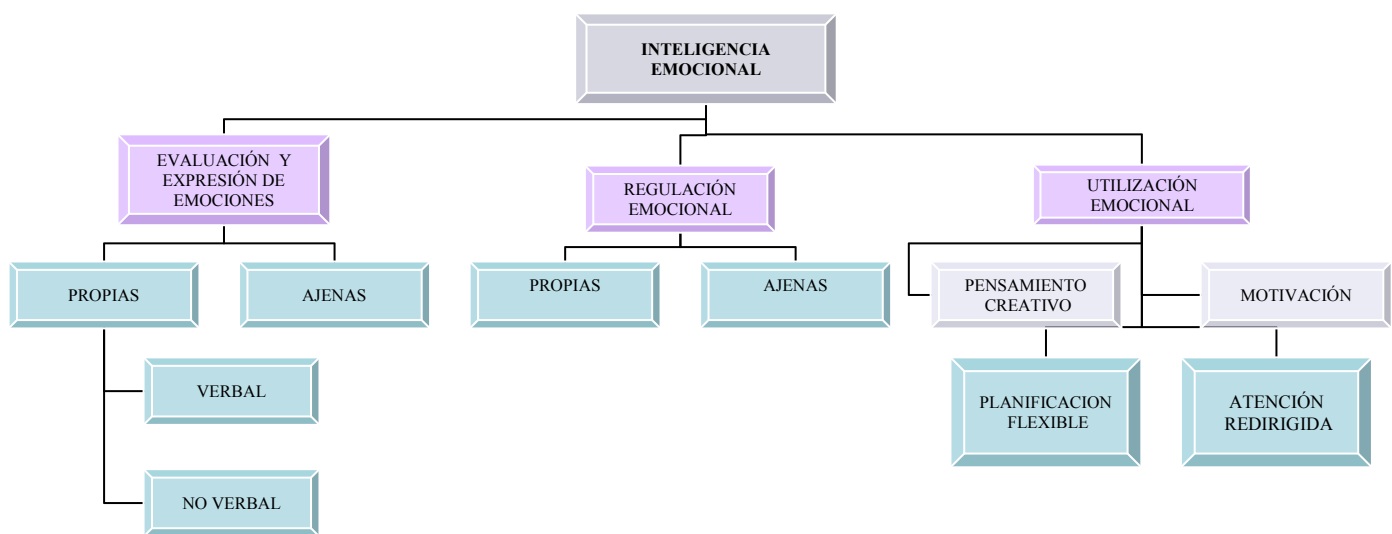 INTELIGENCIA
EMOCIONAL
EVALUACIÓN Y
EXPRESIÓN DE
EMOCIONES
REGULACIÓN
EMOCIONAL
UTILIZACIÓN
EMOCIONAL
PROPIAS
AJENAS
PROPIAS
AJENAS
PENSAMIENTO
CREATIVO
MOTIVACIÓN
VERBAL
NO VERBAL
PLANIFICACION
FLEXIBLE
ATENCIÓN
REDIRIGIDA